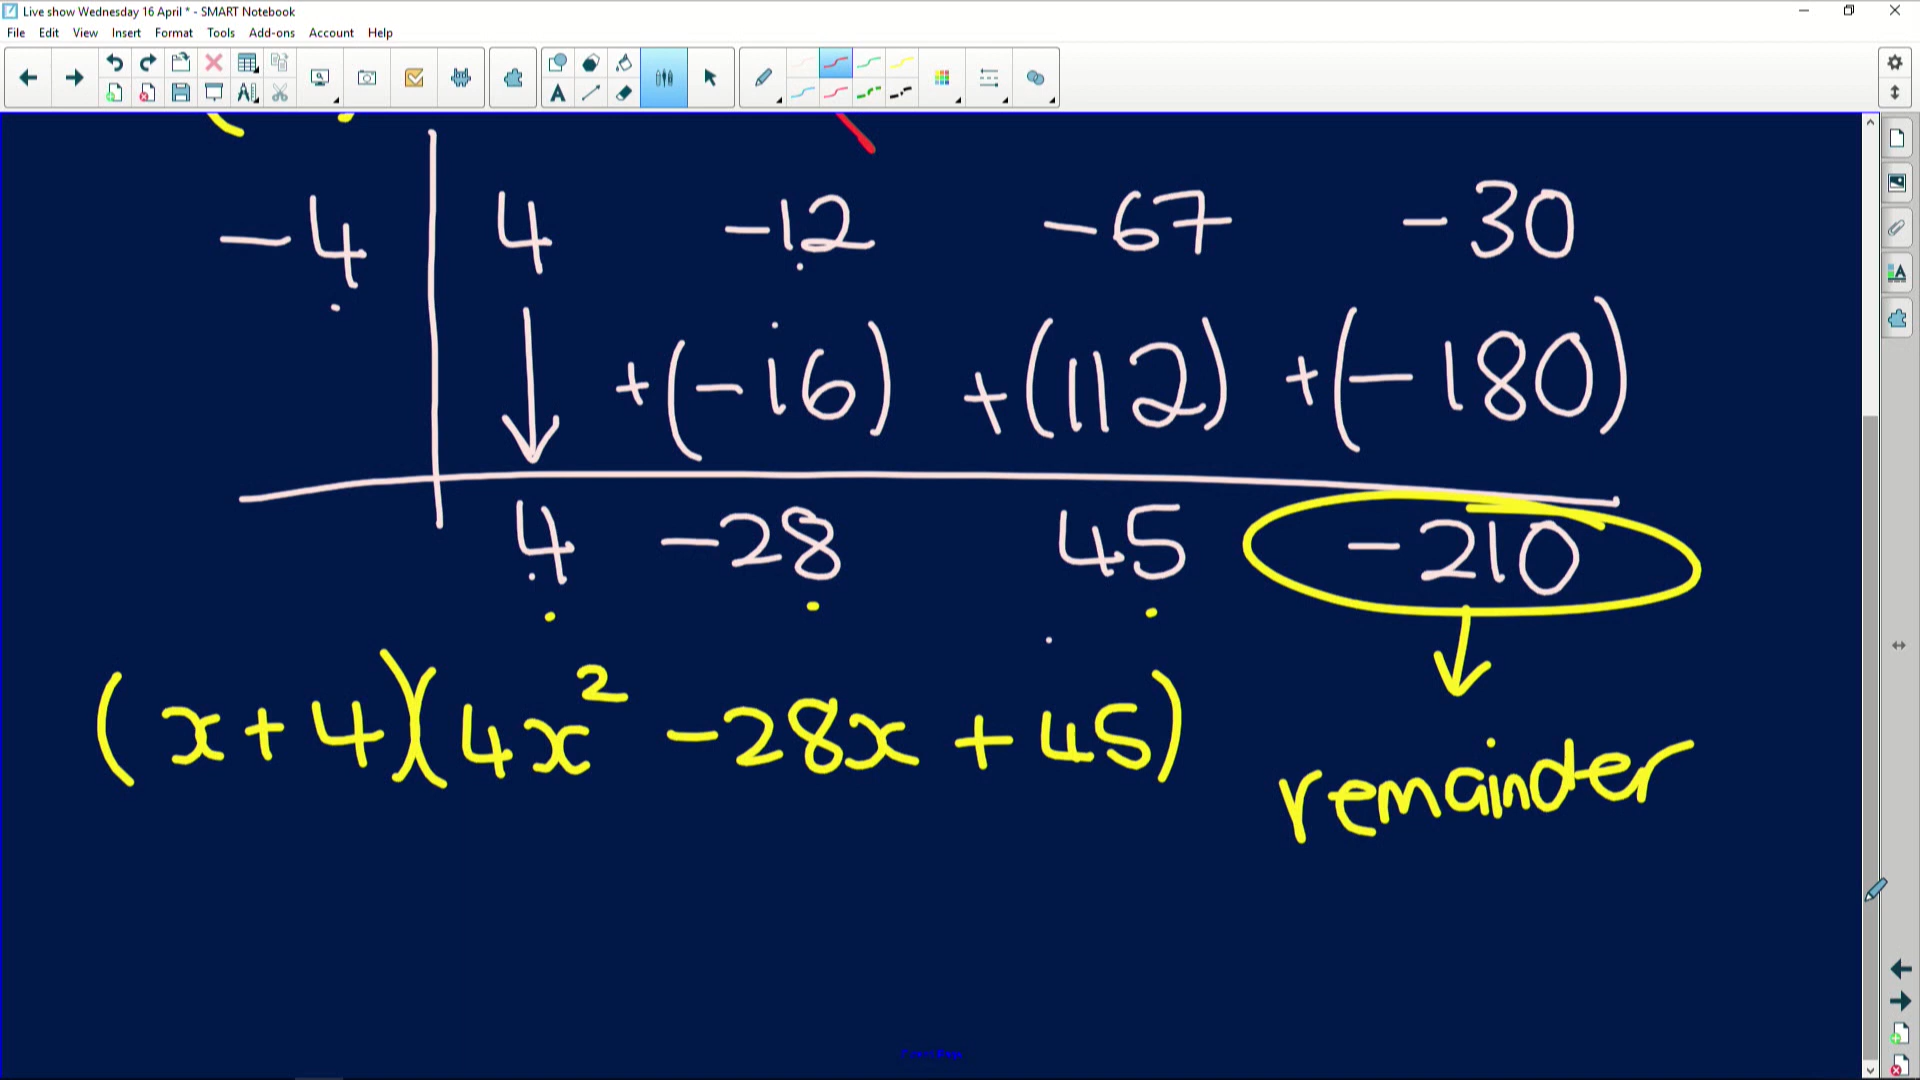 Live show Wednesday 16 April * - SMART Notebook
File Edit View Insert Format Tools Add-ons Account Help
-4 4 -12 -67 -30
+(-16) +(112) +(-180)
4 -28 45 -210
(x+4)(4x² -28x +45)
remainder